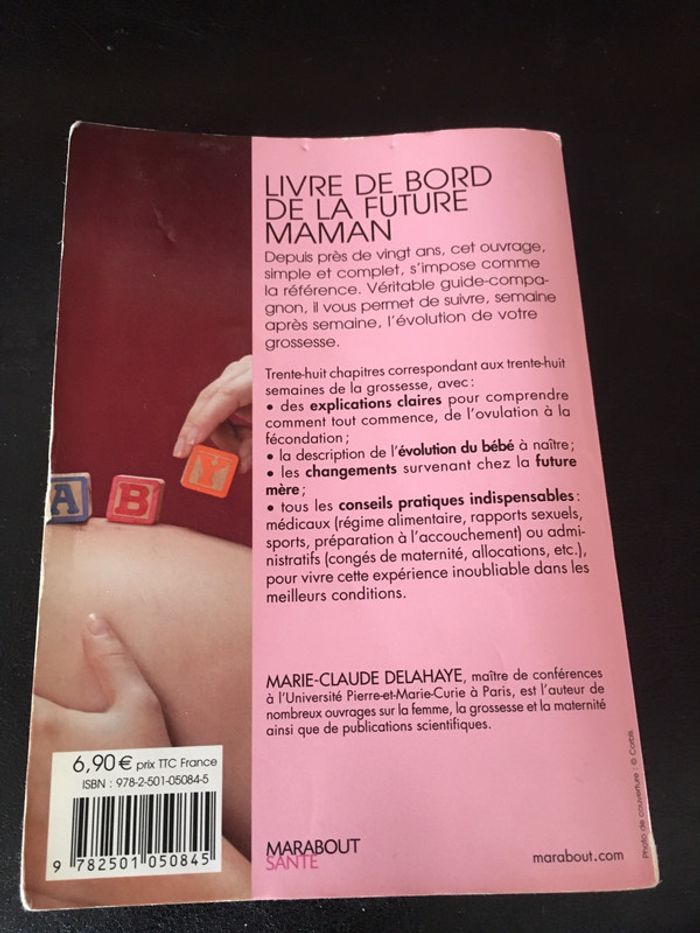 LIVRE DE BORD
DE LA FUTURE
MAMAN
Depuis près de vingt ans, cet ouvrage,
simple et complet, s'impose comme
la référence. Véritable guide-compa-
gnon, il vous permet de suivre, semaine
après semaine, l'évolution de votre
grossesse.
Trente-huit chapitres correspondant aux trente-huit
semaines de la grossesse, avec :
• des explications claires pour comprendre
comment tout commence, de l'ovulation à la
fécondation ;
• la description de l'évolution du bébé à naître ;
• les changements survenant chez la future
mère ;
• tous les conseils pratiques indispensables :
médicaux (régime alimentaire, rapports sexuels,
sports, préparation à l'accouchement) ou admi-
nistratifs (congés de maternité, allocations, etc.),
pour vivre cette expérience inoubliable dans les
meilleurs conditions.
A B Y
MARIE-CLAUDE DELAHAYE, maître de conférences
à l'Université Pierre-et-Marie-Curie à Paris, est l'auteur de
nombreux ouvrages sur la femme, la grossesse et la maternité
ainsi que de publications scientifiques.
6,90 € prix TTC France
ISBN : 978-2-501-05084-5
9 782501 050845
MARABOUT
SANTÉ
marabout.com
Photo de couverture : © Corbis